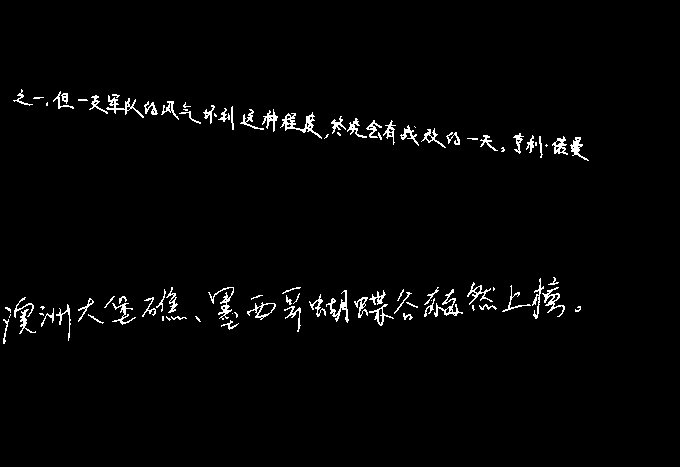 之一,但一支军队的风气坏到这种程度,终究会有战败的一天。亨利·诺曼
澳洲大堡礁、墨西哥蝴蝶谷赫然上榜。